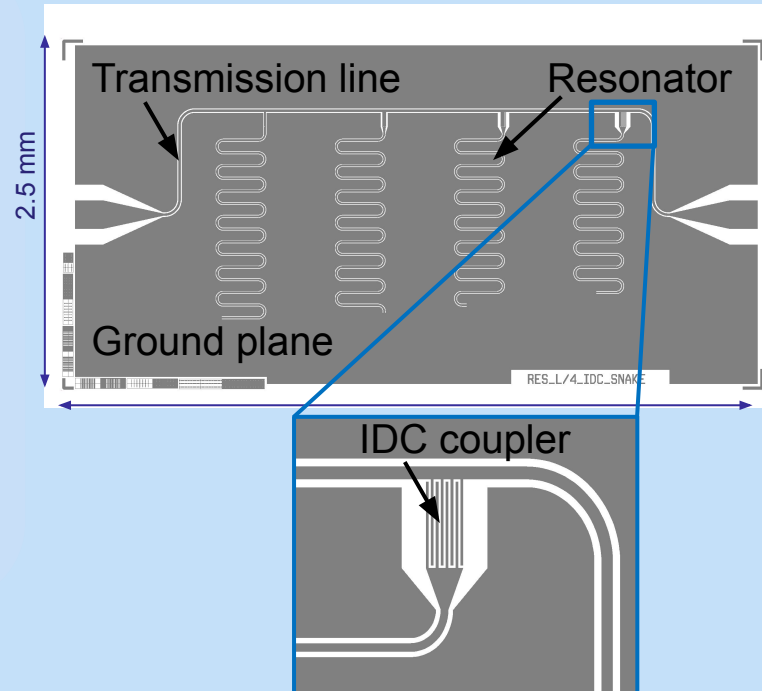 Transmission line
Resonator
2.5 mm
Ground plane
RES_L/4_IDC_SNAKE
IDC coupler